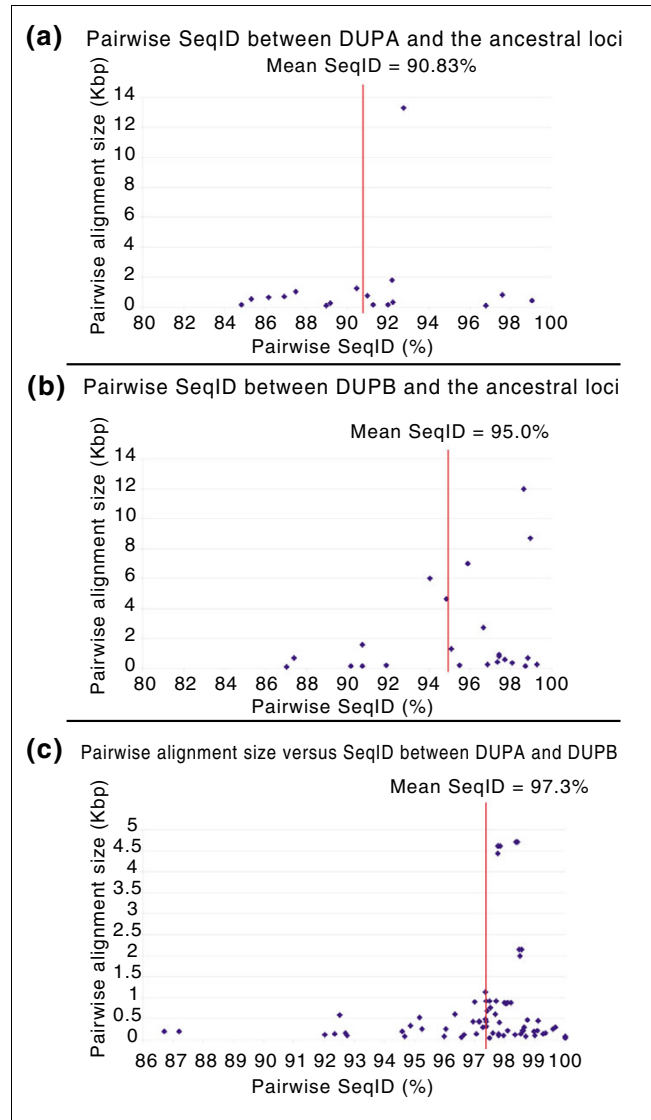 (a) Pairwise SeqID between DUPA and the ancestral loci
Mean SeqID = 90.83%
Pairwise alignment size (Kbp)
14
12
10
8
6
4
2
0
80 82 84 86 88 90 92 94 96 98 100
Pairwise SeqID (%)
(b) Pairwise SeqID between DUPB and the ancestral loci
Mean SeqID = 95.0%
Pairwise alignment size (Kbp)
14
12
10
8
6
4
2
0
80 82 84 86 88 90 92 94 96 98 100
Pairwise SeqID (%)
(c) Pairwise alignment size versus SeqID between DUPA and DUPB
Mean SeqID = 97.3%
Pairwise alignment size (Kbp)
5
4.5
4
3.5
3
2.5
2
1.5
1
0.5
0
86 87 89 90 91 92 93 94 95 96 97 98 99 100
Pairwise SeqID (%)